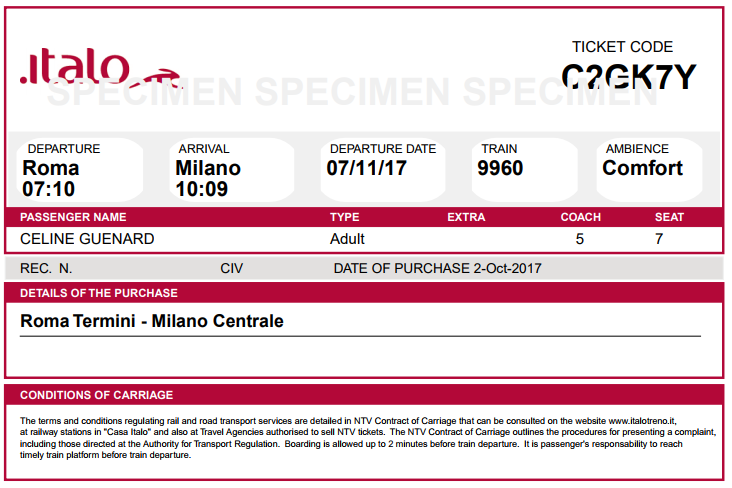 .italo
TICKET CODE
C2GK7Y
SPECIMEN SPECIMEN SPECIMEN
DEPARTURE ARRIVAL DEPARTURE DATE TRAIN AMBIENCE
Roma Milano 07/11/17 9960 Comfort
07:10 10:09
PASSENGER NAME TYPE EXTRA COACH SEAT
CELINE GUENARD Adult 5 7
REC. N. CIV DATE OF PURCHASE 2-Oct-2017
DETAILS OF THE PURCHASE
Roma Termini - Milano Centrale
CONDITIONS OF CARRIAGE
The terms and conditions regulating rail and road transport services are detailed in NTV Contract of Carriage that can be consulted on the website www.italotreno.it,
at railway stations in "Casa Italo" and also at Travel Agencies authorised to sell NTV tickets. The NTV Contract of Carriage outlines the procedures for presenting a complaint,
including those directed at the Authority for Transport Regulation. Boarding is allowed up to 2 minutes before train departure. It is passenger's responsability to reach
timely train platform before train departure.